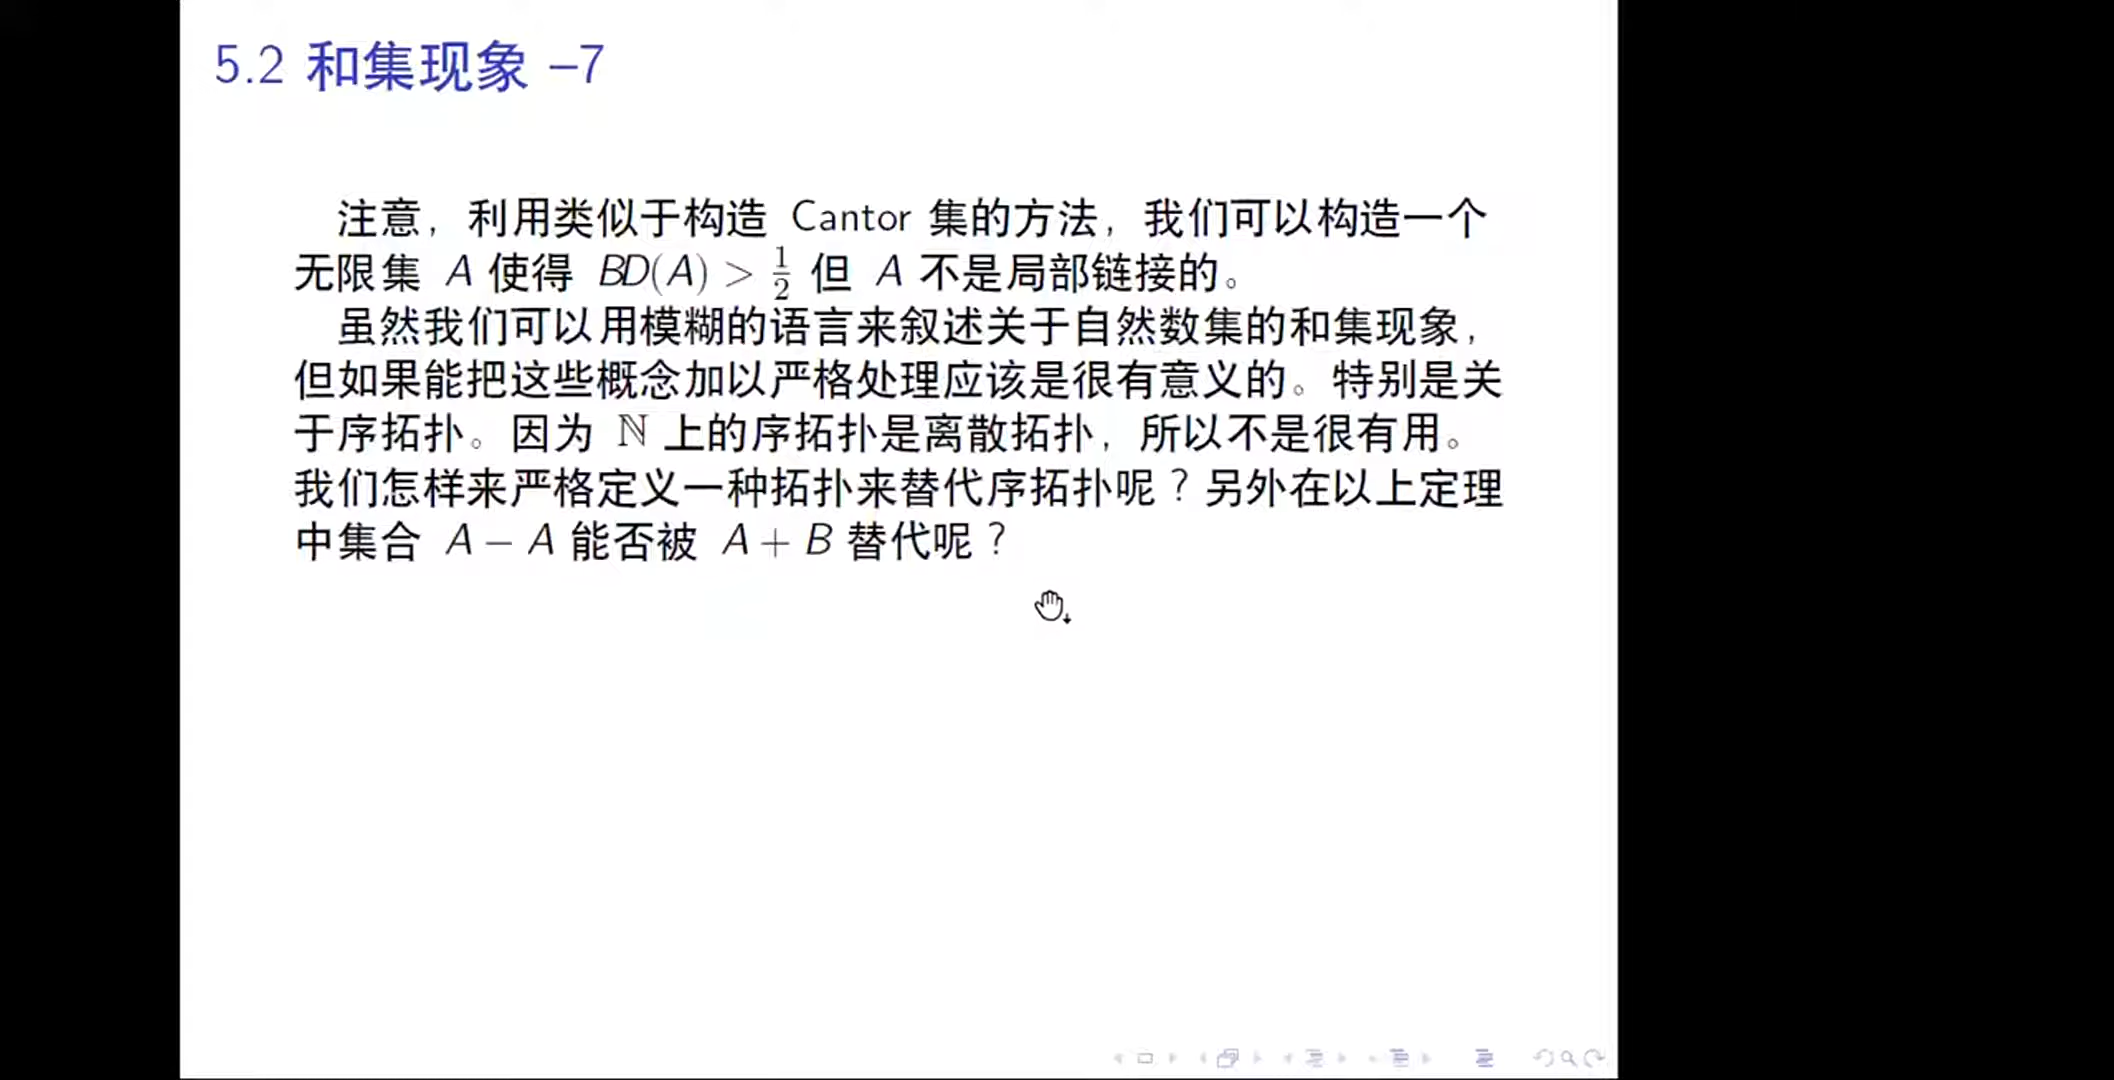 5.2 和集现象 –7
注意，利用类似于构造 Cantor 集的方法，我们可以构造一个
无限集 A 使得 BD(A) > 1/2 但 A 不是局部链接的。
虽然我们可以用模糊的语言来叙述关于自然数集的和集现象，
但如果能把这些概念加以严格处理应该是很有意义的。特别是关
于序拓扑。因为 ℕ 上的序拓扑是离散拓扑，所以不是很有用。
我们怎样来严格定义一种拓扑来替代序拓扑呢？另外在以上定理
中集合 A − A 能否被 A + B 替代呢？